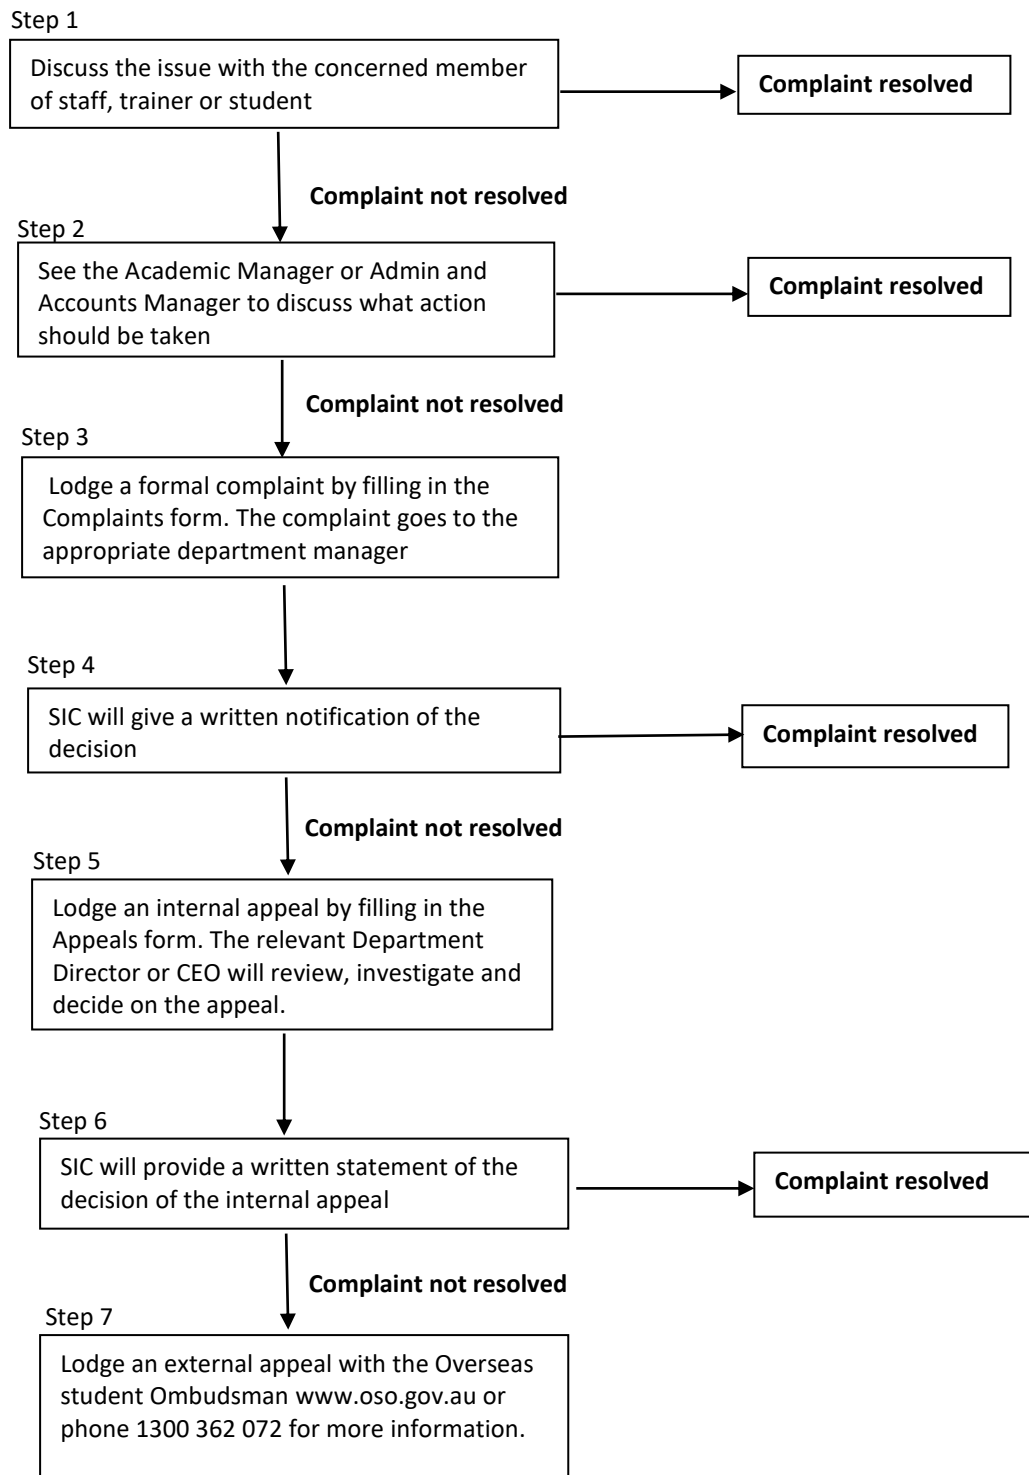 Step 1
Discuss the issue with the concerned member
of staff, trainer or student
Complaint resolved
Complaint not resolved
Step 2
See the Academic Manager or Admin and
Accounts Manager to discuss what action
should be taken
Complaint resolved
Complaint not resolved
Step 3
Lodge a formal complaint by filling in the
Complaints form. The complaint goes to the
appropriate department manager
Step 4
SIC will give a written notification of the
decision
Complaint resolved
Complaint not resolved
Step 5
Lodge an internal appeal by filling in the
Appeals form. The relevant Department
Director or CEO will review, investigate and
decide on the appeal.
Step 6
SIC will provide a written statement of the
decision of the internal appeal
Complaint resolved
Complaint not resolved
Step 7
Lodge an external appeal with the Overseas
student Ombudsman www.oso.gov.au or
phone 1300 362 072 for more information.